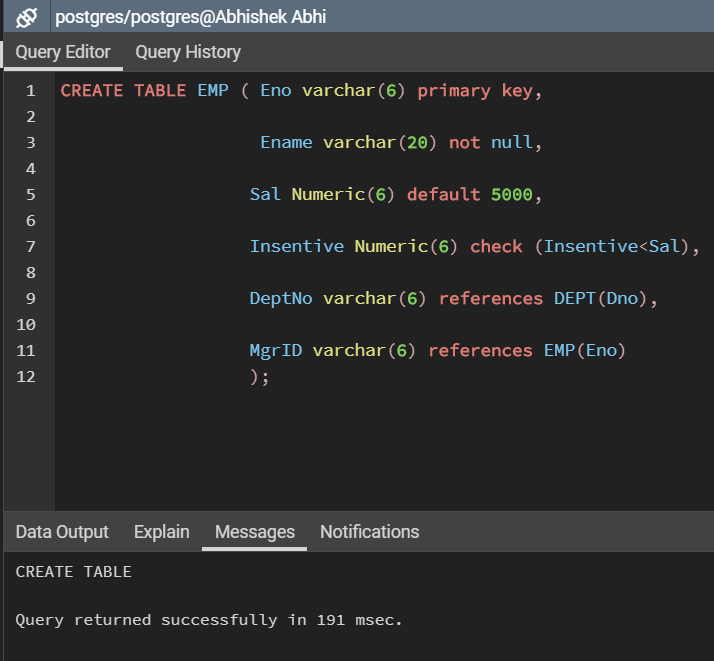 postgres/postgres@Abhishek Abhi
Query Editor Query History
1 CREATE TABLE EMP ( Eno varchar(6) primary key,
2
3 Ename varchar(20) not null,
4
5 Sal Numeric(6) default 5000,
6
7 Insentive Numeric(6) check (Insentive<Sal),
8
9 DeptNo varchar(6) references DEPT(Dno),
10
11 MgrID varchar(6) references EMP(Eno)
12 );
Data Output Explain Messages Notifications
CREATE TABLE
Query returned successfully in 191 msec.